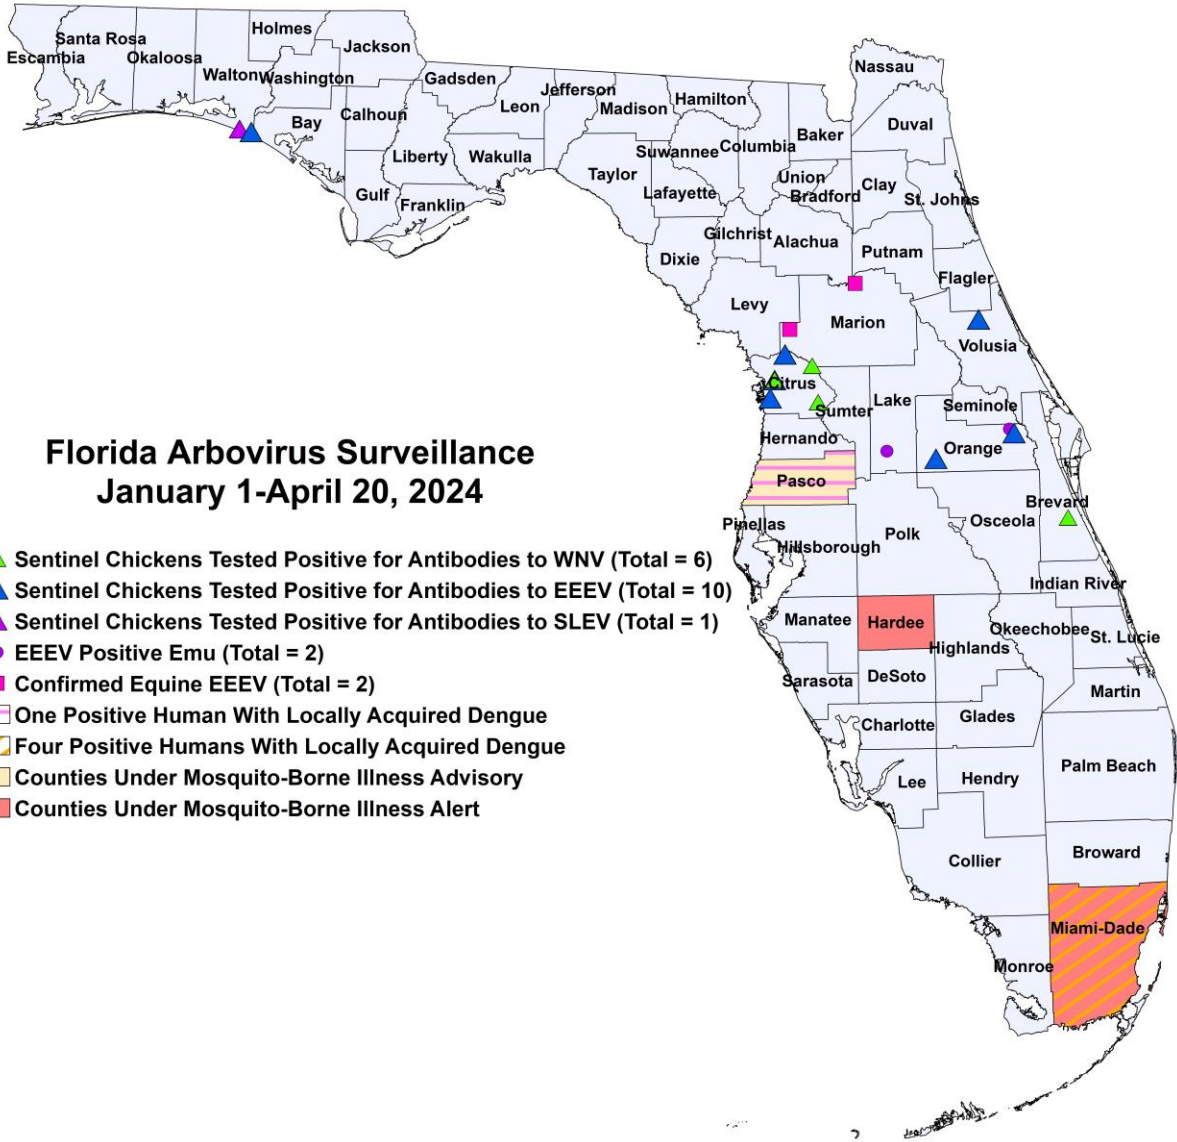 Holmes
Santa Rosa
Jackson
Escambia
Okaloosa
Walton
Washington
Gadsden
Nassau
Jefferson
Leon
Madison
Hamilton
Calhoun
Bay
Duval
Baker
Columbia
Suwannee
Liberty
Wakulla
Taylor
Union
Clay
Lafayette
Bradford
St. Johns
Gulf
Franklin
Gilchrist
Alachua
Putnam
Dixie
Flagler
Levy
Marion
Volusia
Citrus
Lake
Seminole
Sumter
Hernando
Orange
Florida Arbovirus Surveillance
January 1-April 20, 2024
Pasco
Brevard
Pinellas
Osceola
Polk
Hillsborough
Sentinel Chickens Tested Positive for Antibodies to WNV (Total = 6)
Sentinel Chickens Tested Positive for Antibodies to EEEV (Total = 10)
Sentinel Chickens Tested Positive for Antibodies to SLEV (Total = 1)
EEEV Positive Emu (Total = 2)
Confirmed Equine EEEV (Total = 2)
One Positive Human With Locally Acquired Dengue
Four Positive Humans With Locally Acquired Dengue
Counties Under Mosquito-Borne Illness Advisory
Counties Under Mosquito-Borne Illness Alert
Indian River
Manatee
Hardee
Okeechobee
St. Lucie
Highlands
Sarasota
DeSoto
Martin
Charlotte
Glades
Palm Beach
Lee
Hendry
Broward
Collier
Miami-Dade
Monroe